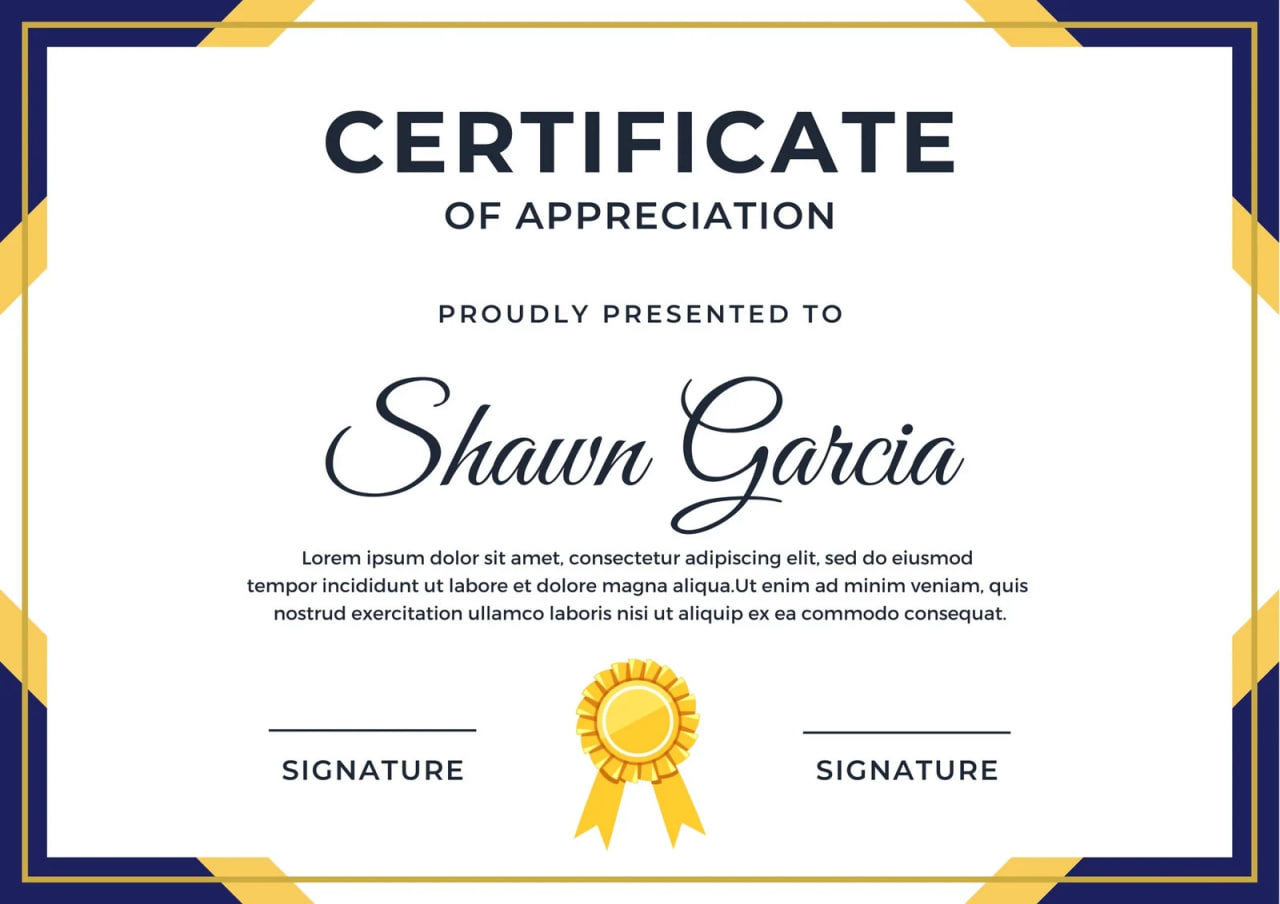 CERTIFICATE
OF APPRECIATION
PROUDLY PRESENTED TO
Shawn Garcia
Lorem ipsum dolor sit amet, consectetur adipiscing elit, sed do eiusmod
tempor incididunt ut labore et dolore magna aliqua.Ut enim ad minim veniam, quis
nostrud exercitation ullamco laboris nisi ut aliquip ex ea commodo consequat.
SIGNATURE
SIGNATURE